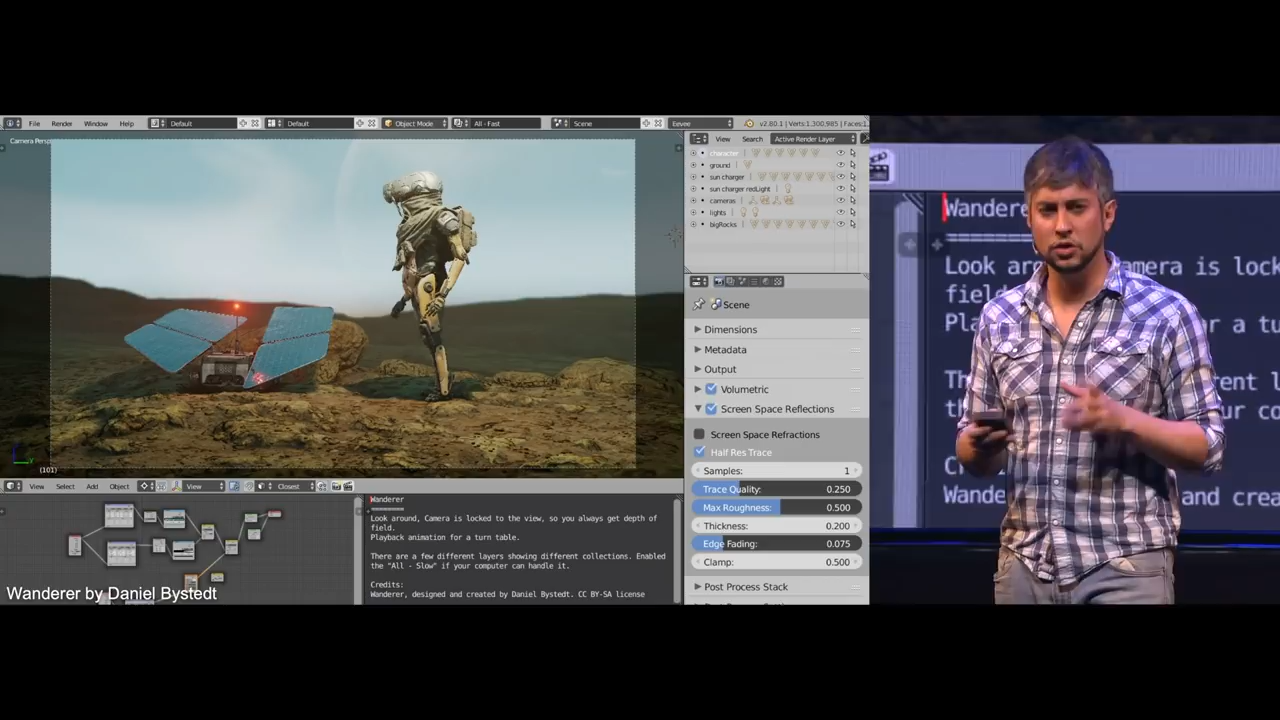 File Render Window Help Default Default Object Mode All - Fast Scene Eevee v2.80.1 | Verts:1,300,985 | Faces:1
Camera Persp
(101)
View Select Add Object View Closest
View Search Active Render Layer
character
ground
sun charger
sun charger redLight
cameras
lights
bigRocks
Scene
Dimensions
Metadata
Output
Volumetric
Screen Space Reflections
Screen Space Refractions
Half Res Trace
Samples: 1
Trace Quality: 0.250
Max Roughness: 0.500
Thickness: 0.200
Edge Fading: 0.075
Clamp: 0.500
Post Process Stack
Wanderer
========
Look around, Camera is locked to the view, so you always get depth of
field.
Playback animation for a turn table.
There are a few different layers showing different collections. Enabled
the "All - Slow" if your computer can handle it.
Credits:
Wanderer, designed and created by Daniel Bystedt. CC BY-SA license
Wanderer by Daniel Bystedt
Wandere
Look aro amera is lock
field
Pla r a tu
Th rent l
th ur co
C
Wande and crea